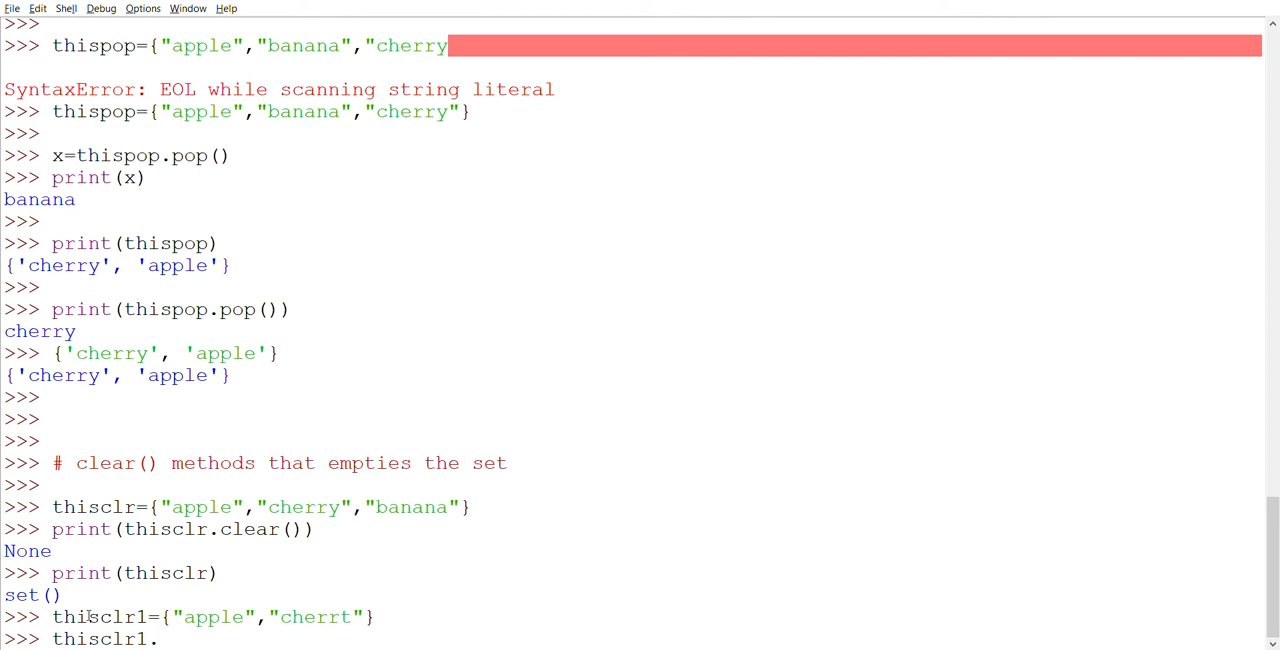 File Edit Shell Debug Options Window Help
>>>
>>> thispop={"apple","banana","cherry
SyntaxError: EOL while scanning string literal
>>> thispop={"apple","banana","cherry"}
>>>
>>> x=thispop.pop()
>>> print(x)
banana
>>>
>>> print(thispop)
{'cherry', 'apple'}
>>>
>>> print(thispop.pop())
cherry
>>> {'cherry', 'apple'}
{'cherry', 'apple'}
>>>
>>>
>>>
>>> # clear() methods that empties the set
>>>
>>> thisclr={"apple","cherry","banana"}
>>> print(thisclr.clear())
None
>>> print(thisclr)
set()
>>> thisclr1={"apple","cherrt"}
>>> thisclr1.